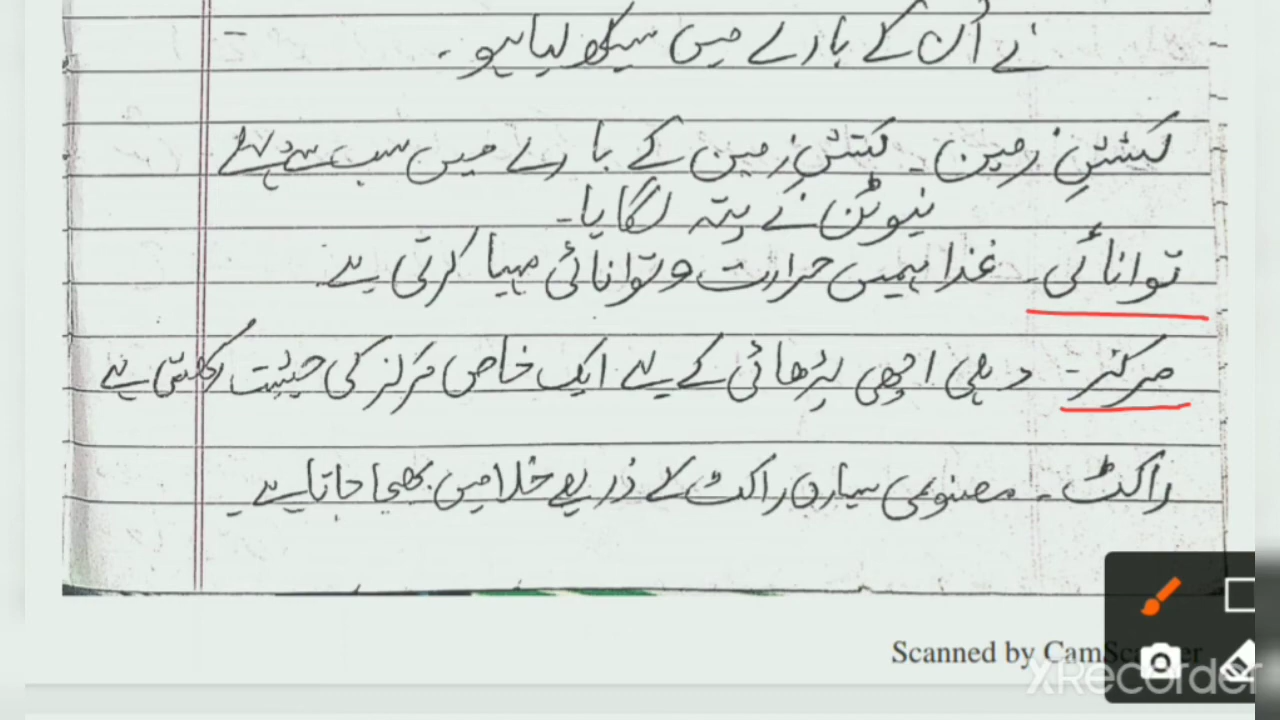 نے اُن کے بارے میں سیکھ لیا ہو ۔
کششِ زمین ۔ کششِ زمین کے بارے میں سب سے پہلے
نیوٹن نے پتہ لگایا ۔
توانائی ۔ غذا ہمیں حرارت و توانائی مہیا کرتی ہے
مرکز ۔ دہلی اچھی پڑھائی کے لیے ایک خاص مرکز کی حیثیت رکھتی ہے
راکٹ ۔ مصنوعی سیارہ راکٹ کے ذریعے خلا میں بھیجا جاتا ہے
Scanned by CamScanner
XRecorder